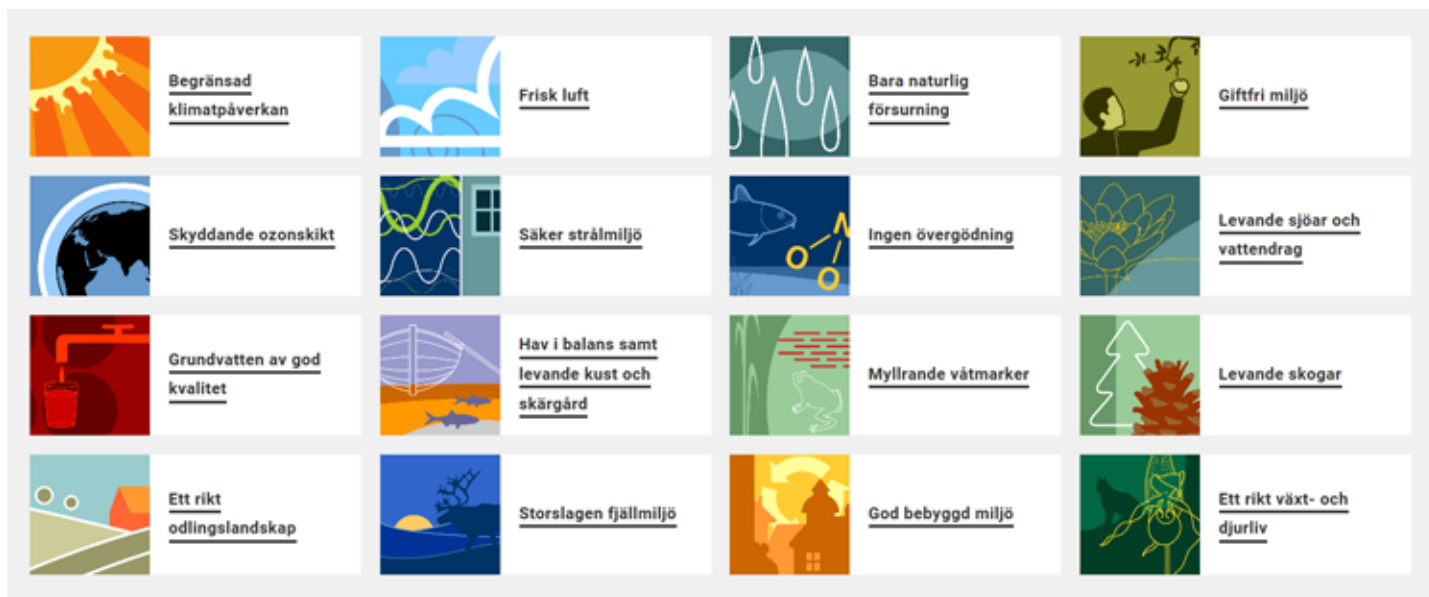 Begränsad
klimatpåverkan
Frisk luft
Bara naturlig
försurning
Giftfri miljö
Skyddande ozonskikt
Säker strålmiljö
Ingen övergödning
N
O
O
Levande sjöar och
vattendrag
Grundvatten av god
kvalitet
Hav i balans samt
levande kust och
skärgård
Myllrande våtmarker
Levande skogar
Ett rikt
odlingslandskap
Storslagen fjällmiljö
God bebyggd miljö
Ett rikt växt- och
djurliv